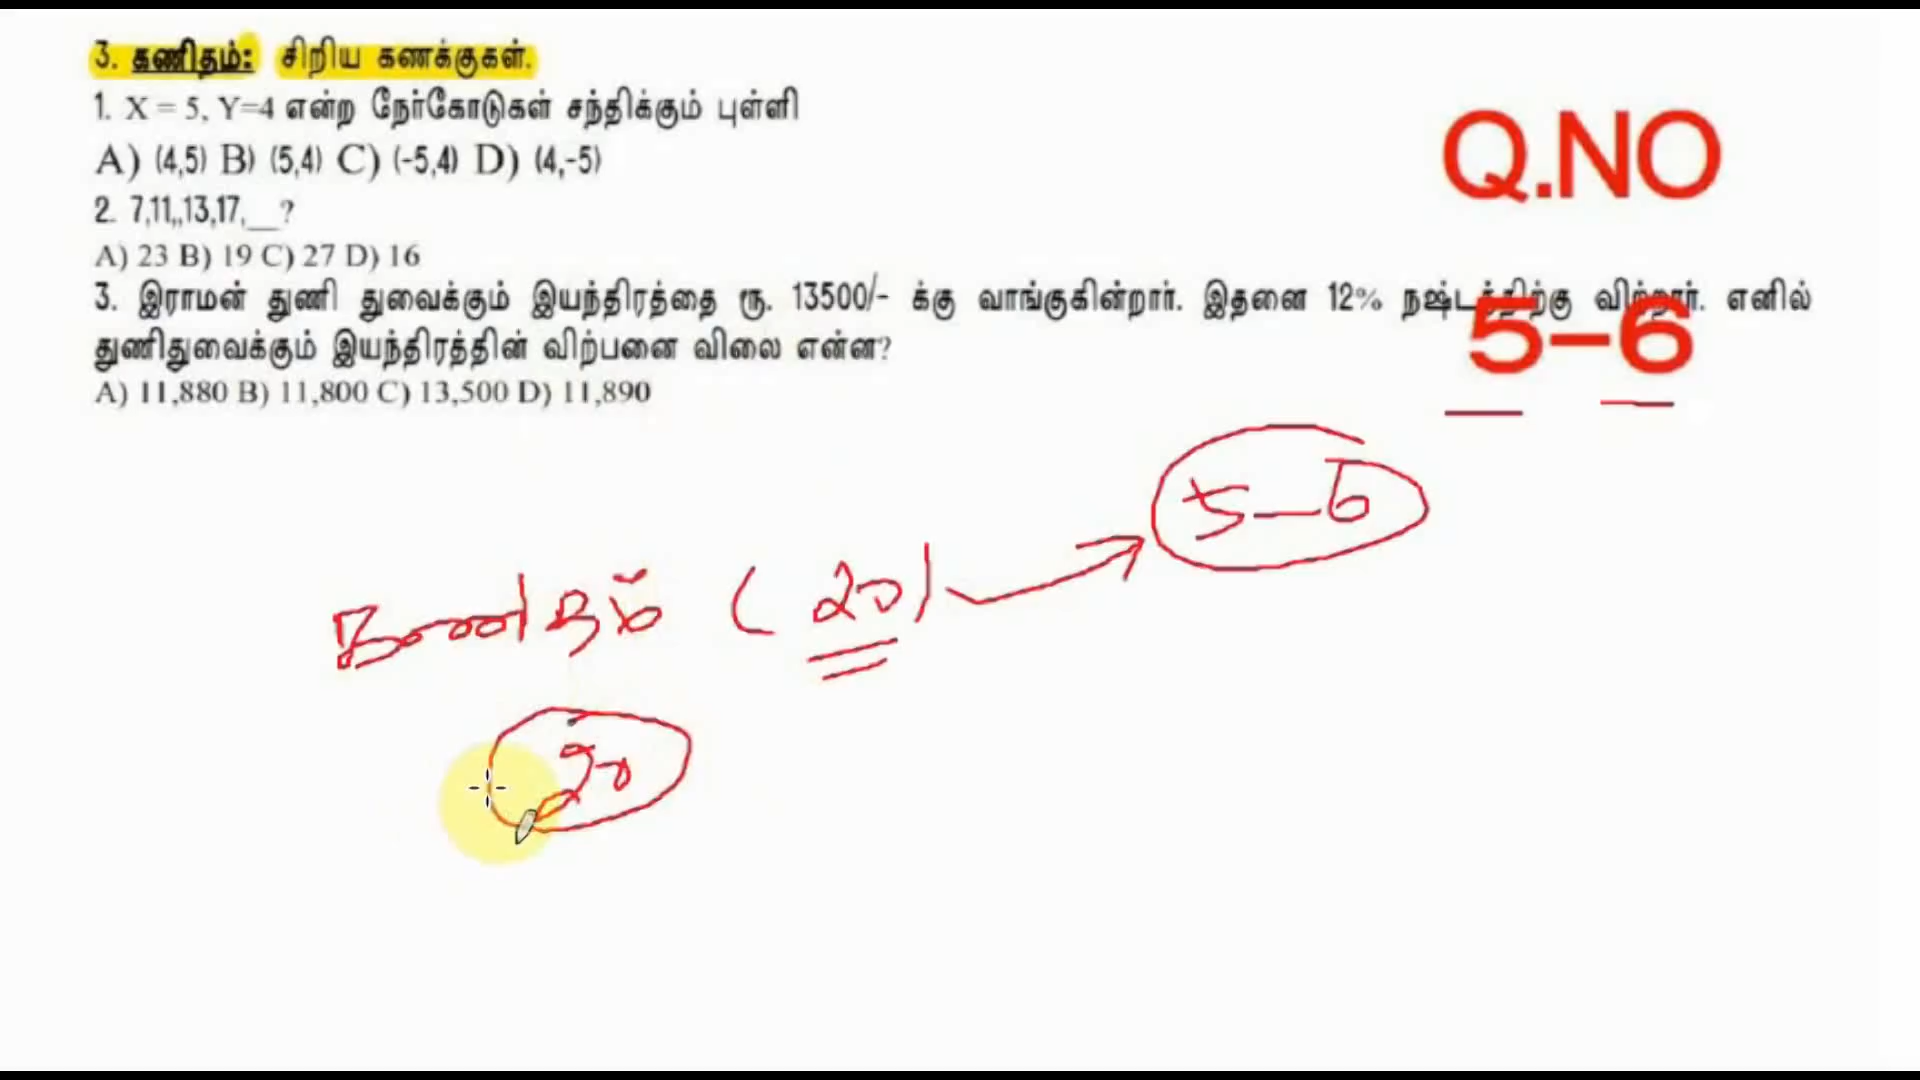 3. கணிதம்: சிறிய கணக்குகள்.
1. X = 5, Y=4 என்ற நேர்கோடுகள் சந்திக்கும் புள்ளி
A) (4,5) B) (5,4) C) (-5,4) D) (4,-5)
2. 7,11,,13,17,__?
A) 23 B) 19 C) 27 D) 16
3. இராமன் துணி துவைக்கும் இயந்திரத்தை ரூ. 13500/- க்கு வாங்குகின்றார். இதனை 12% நஷ்டத்திற்கு விற்றார். எனில்
துணிதுவைக்கும் இயந்திரத்தின் விற்பனை விலை என்ன?
A) 11,880 B) 11,800 C) 13,500 D) 11,890
Q.NO
5-6
5-6
கணிதம் (20)